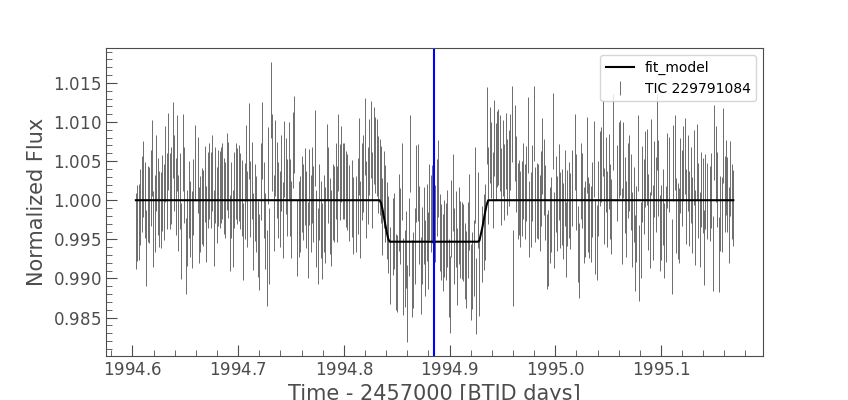 fit_model
TIC 229791084
1.015
1.010
1.005
1.000
0.995
0.990
0.985
Normalized Flux
1994.6 1994.7 1994.8 1994.9 1995.0 1995.1
Time - 2457000 [BTJD days]